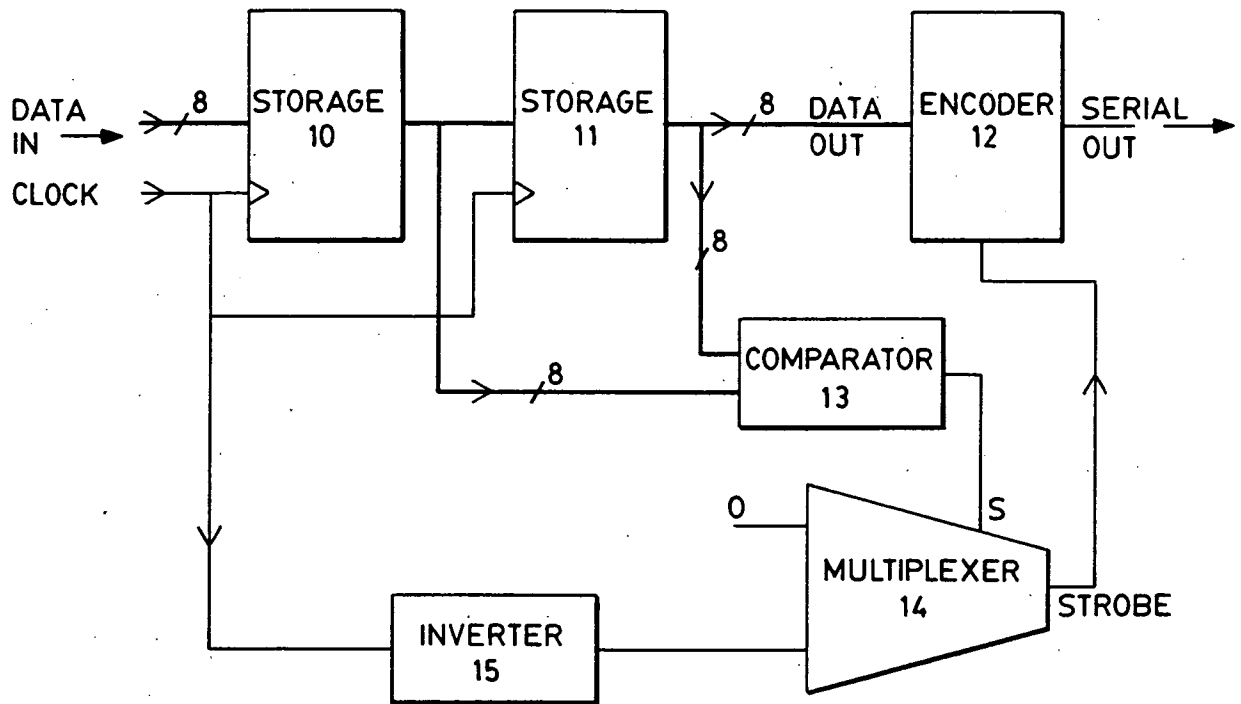 DATA
IN
8
STORAGE
10
STORAGE
11
8
DATA
OUT
ENCODER
12
SERIAL
OUT
CLOCK
8
8
COMPARATOR
13
0
S
MULTIPLEXER
14
STROBE
INVERTER
15